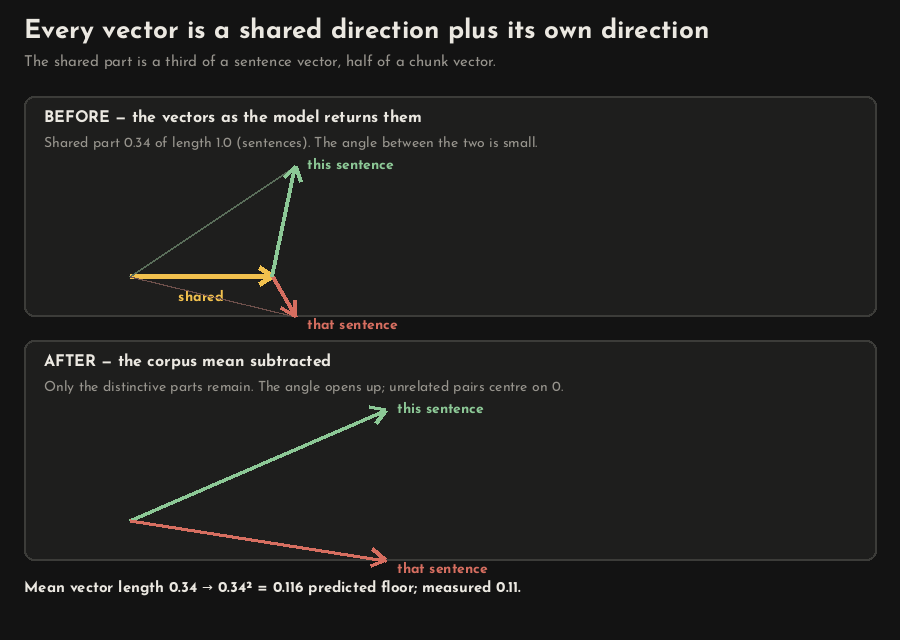 Every vector is a shared direction plus its own direction
The shared part is a third of a sentence vector, half of a chunk vector.
BEFORE — the vectors as the model returns them
Shared part 0.34 of length 1.0 (sentences). The angle between the two is small.
this sentence
shared
that sentence
AFTER — the corpus mean subtracted
Only the distinctive parts remain. The angle opens up; unrelated pairs centre on 0.
this sentence
that sentence
Mean vector length 0.34 → 0.34² = 0.116 predicted floor; measured 0.11.